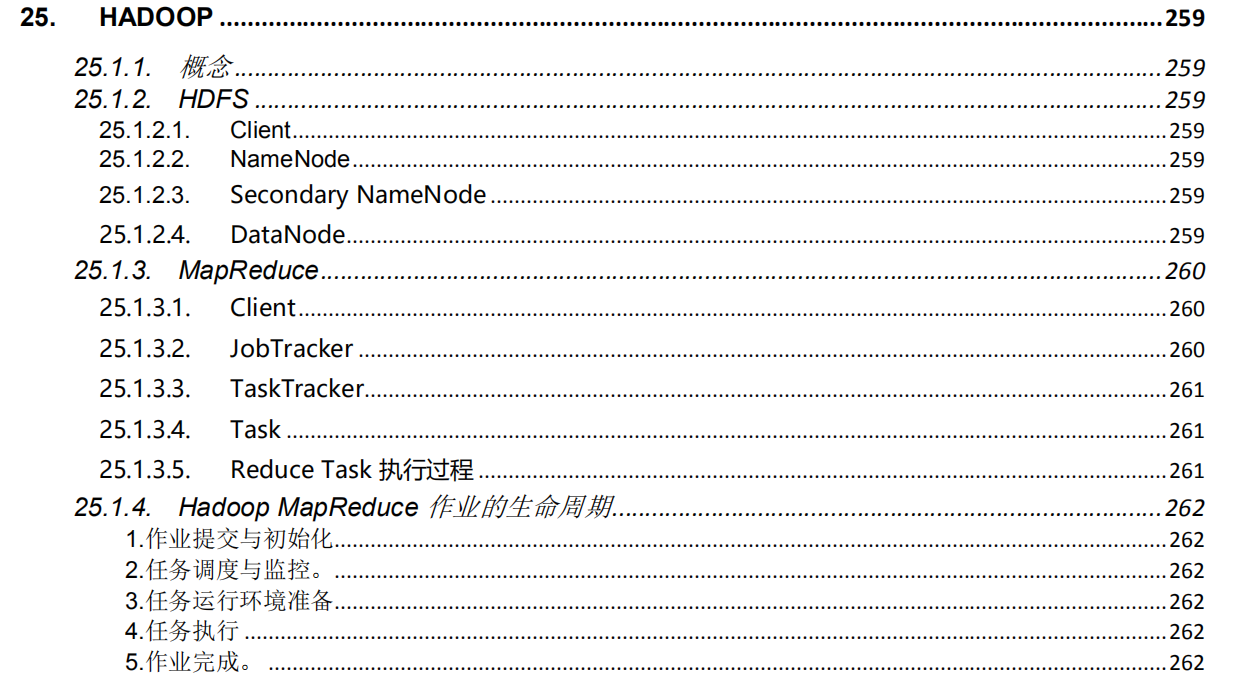 25. HADOOP ........ 259
25.1.1. 概念 ........ 259
25.1.2. HDFS ........ 259
25.1.2.1. Client ........ 259
25.1.2.2. NameNode ........ 259
25.1.2.3. Secondary NameNode ........ 259
25.1.2.4. DataNode ........ 259
25.1.3. MapReduce ........ 260
25.1.3.1. Client ........ 260
25.1.3.2. JobTracker ........ 260
25.1.3.3. TaskTracker ........ 261
25.1.3.4. Task ........ 261
25.1.3.5. Reduce Task 执行过程 ........ 261
25.1.4. Hadoop MapReduce 作业的生命周期 ........ 262
1.作业提交与初始化 ........ 262
2.任务调度与监控。 ........ 262
3.任务运行环境准备 ........ 262
4.任务执行 ........ 262
5.作业完成。 ........ 262